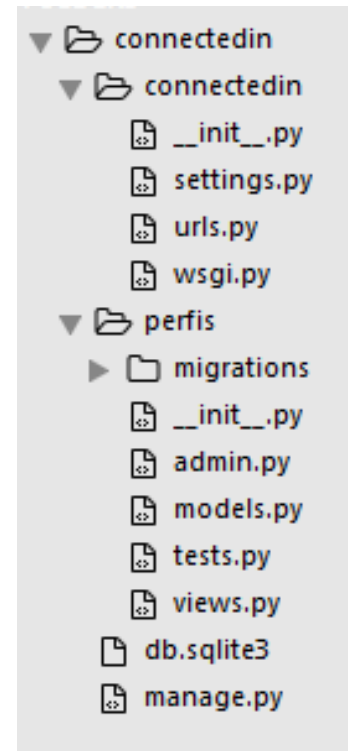 connectedin
connectedin
__init__.py
settings.py
urls.py
wsgi.py
perfis
migrations
__init__.py
admin.py
models.py
tests.py
views.py
db.sqlite3
manage.py